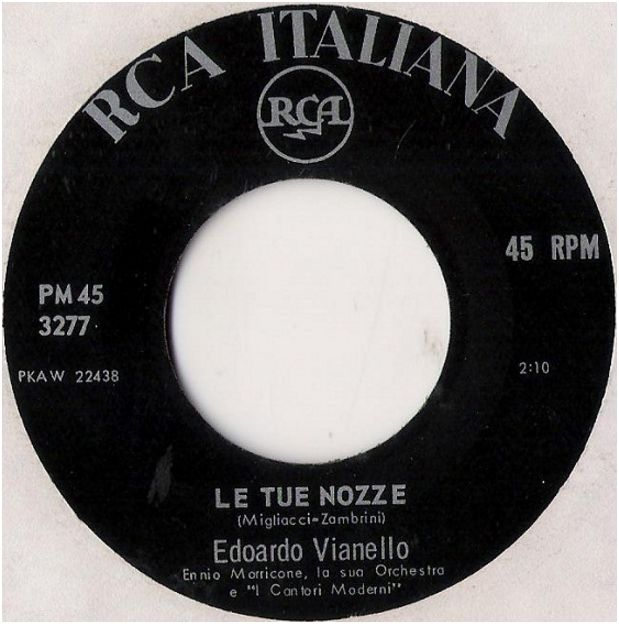 RCA ITALIANA
RCA
45 RPM
PM 45
3277
PKAW 22438
2:10
LE TUE NOZZE
(Migliacci-Zambrini)
Edoardo Vianello
Ennio Morricone, la sua Orchestra
e "I Cantori Moderni"